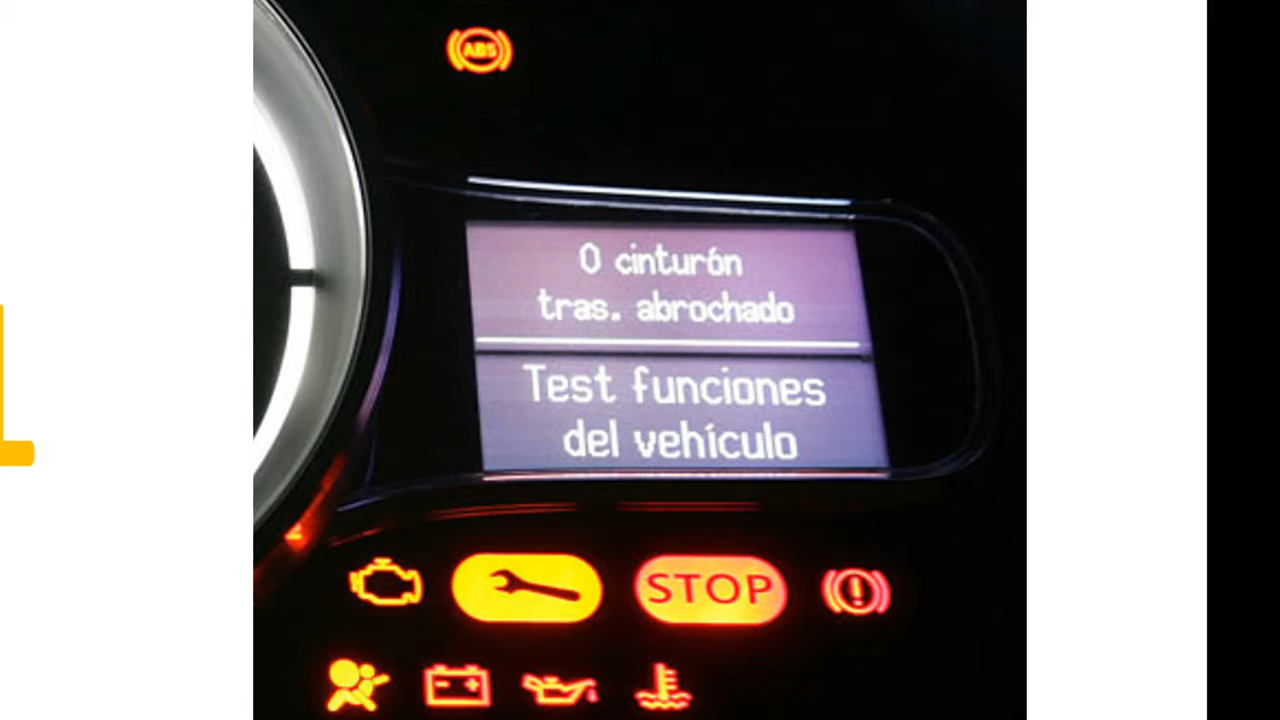 ABS
0 cinturón
tras. abrochado
Test funciones
del vehículo
STOP